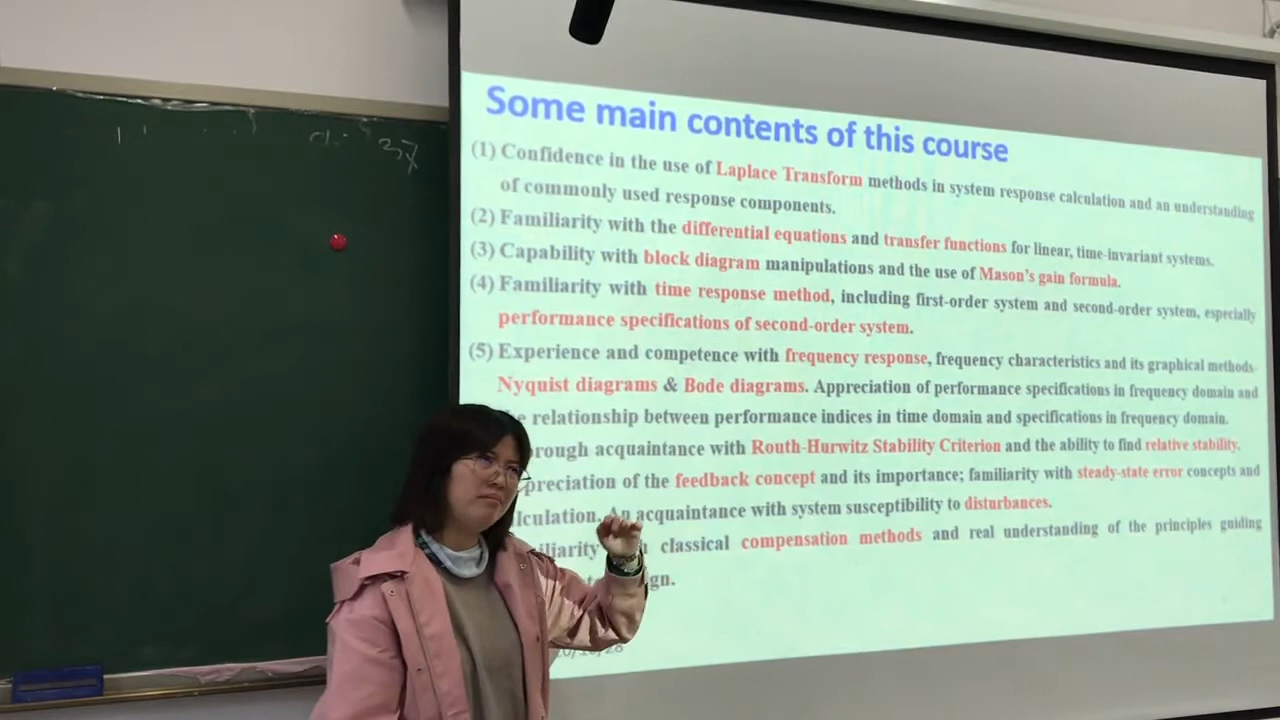 Some main contents of this course
(1) Confidence in the use of Laplace Transform methods in system response calculation and an understanding
of commonly used response components.
(2) Familiarity with the differential equations and transfer functions for linear, time-invariant systems.
(3) Capability with block diagram manipulations and the use of Mason's gain formula.
(4) Familiarity with time response method, including first-order system and second-order system, especially
performance specifications of second-order system.
(5) Experience and competence with frequency response, frequency characteristics and its graphical methods-
Nyquist diagrams & Bode diagrams. Appreciation of performance specifications in frequency domain and
relationship between performance indices in time domain and specifications in frequency domain.
acquaintance with Routh-Hurwitz Stability Criterion and the ability to find relative stability.
of the feedback concept and its importance; familiarity with steady-state error concepts and
An acquaintance with system susceptibility to disturbances.
classical compensation methods and real understanding of the principles guiding